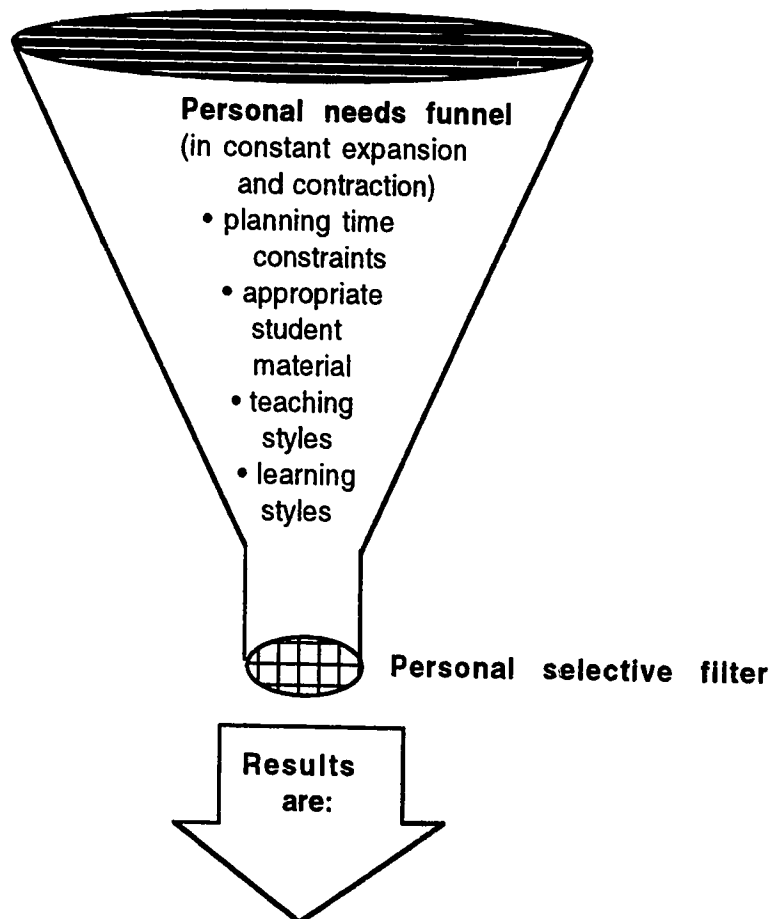 Personal needs funnel
(in constant expansion
and contraction)
• planning time
constraints
• appropriate
student
material
• teaching
styles
• learning
styles
Personal selective filter
Results
are: